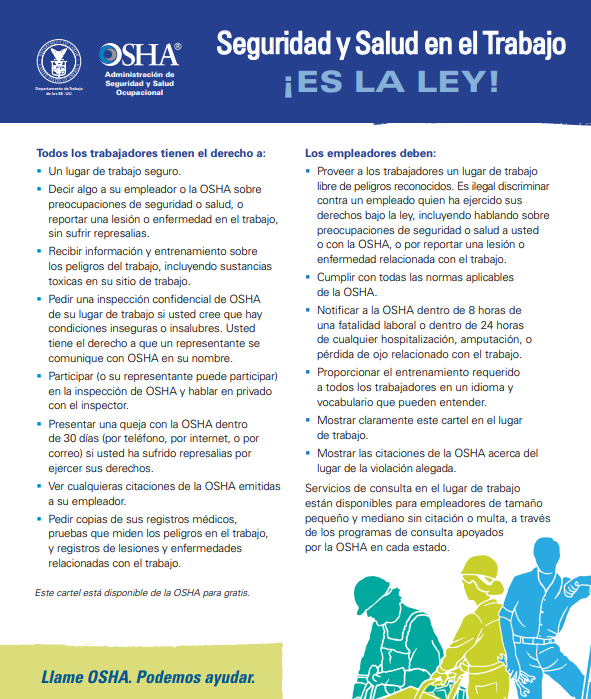 Departamento de Trabajo
de los EE. UU.
OSHA®
Administración de
Seguridad y Salud
Ocupacional
Seguridad y Salud en el Trabajo
¡ES LA LEY!
Todos los trabajadores tienen el derecho a:
▪ Un lugar de trabajo seguro.
▪ Decir algo a su empleador o la OSHA sobre
preocupaciones de seguridad o salud, o
reportar una lesión o enfermedad en el trabajo,
sin sufrir represalias.
▪ Recibir información y entrenamiento sobre
los peligros del trabajo, incluyendo sustancias
toxicas en su sitio de trabajo.
▪ Pedir una inspección confidencial de OSHA
de su lugar de trabajo si usted cree que hay
condiciones inseguras o insalubres. Usted
tiene el derecho a que un representante se
comunique con OSHA en su nombre.
▪ Participar (o su representante puede participar)
en la inspección de OSHA y hablar en privado
con el inspector.
▪ Presentar una queja con la OSHA dentro
de 30 días (por teléfono, por internet, o por
correo) si usted ha sufrido represalias por
ejercer sus derechos.
▪ Ver cualquieras citaciones de la OSHA emitidas
a su empleador.
▪ Pedir copias de sus registros médicos,
pruebas que miden los peligros en el trabajo,
y registros de lesiones y enfermedades
relacionadas con el trabajo.
Este cartel está disponible de la OSHA para gratis.
Los empleadores deben:
▪ Proveer a los trabajadores un lugar de trabajo
libre de peligros reconocidos. Es ilegal discriminar
contra un empleado quien ha ejercido sus
derechos bajo la ley, incluyendo hablando sobre
preocupaciones de seguridad o salud a usted
o con la OSHA, o por reportar una lesión o
enfermedad relacionada con el trabajo.
▪ Cumplir con todas las normas aplicables
de la OSHA.
▪ Notificar a la OSHA dentro de 8 horas de
una fatalidad laboral o dentro de 24 horas
de cualquier hospitalización, amputación, o
pérdida de ojo relacionado con el trabajo.
▪ Proporcionar el entrenamiento requerido
a todos los trabajadores en un idioma y
vocabulario que pueden entender.
▪ Mostrar claramente este cartel en el lugar
de trabajo.
▪ Mostrar las citaciones de la OSHA acerca del
lugar de la violación alegada.
Servicios de consulta en el lugar de trabajo
están disponibles para empleadores de tamaño
pequeño y mediano sin citación o multa, a través
de los programas de consulta apoyados
por la OSHA en cada estado.
Llame OSHA. Podemos ayudar.